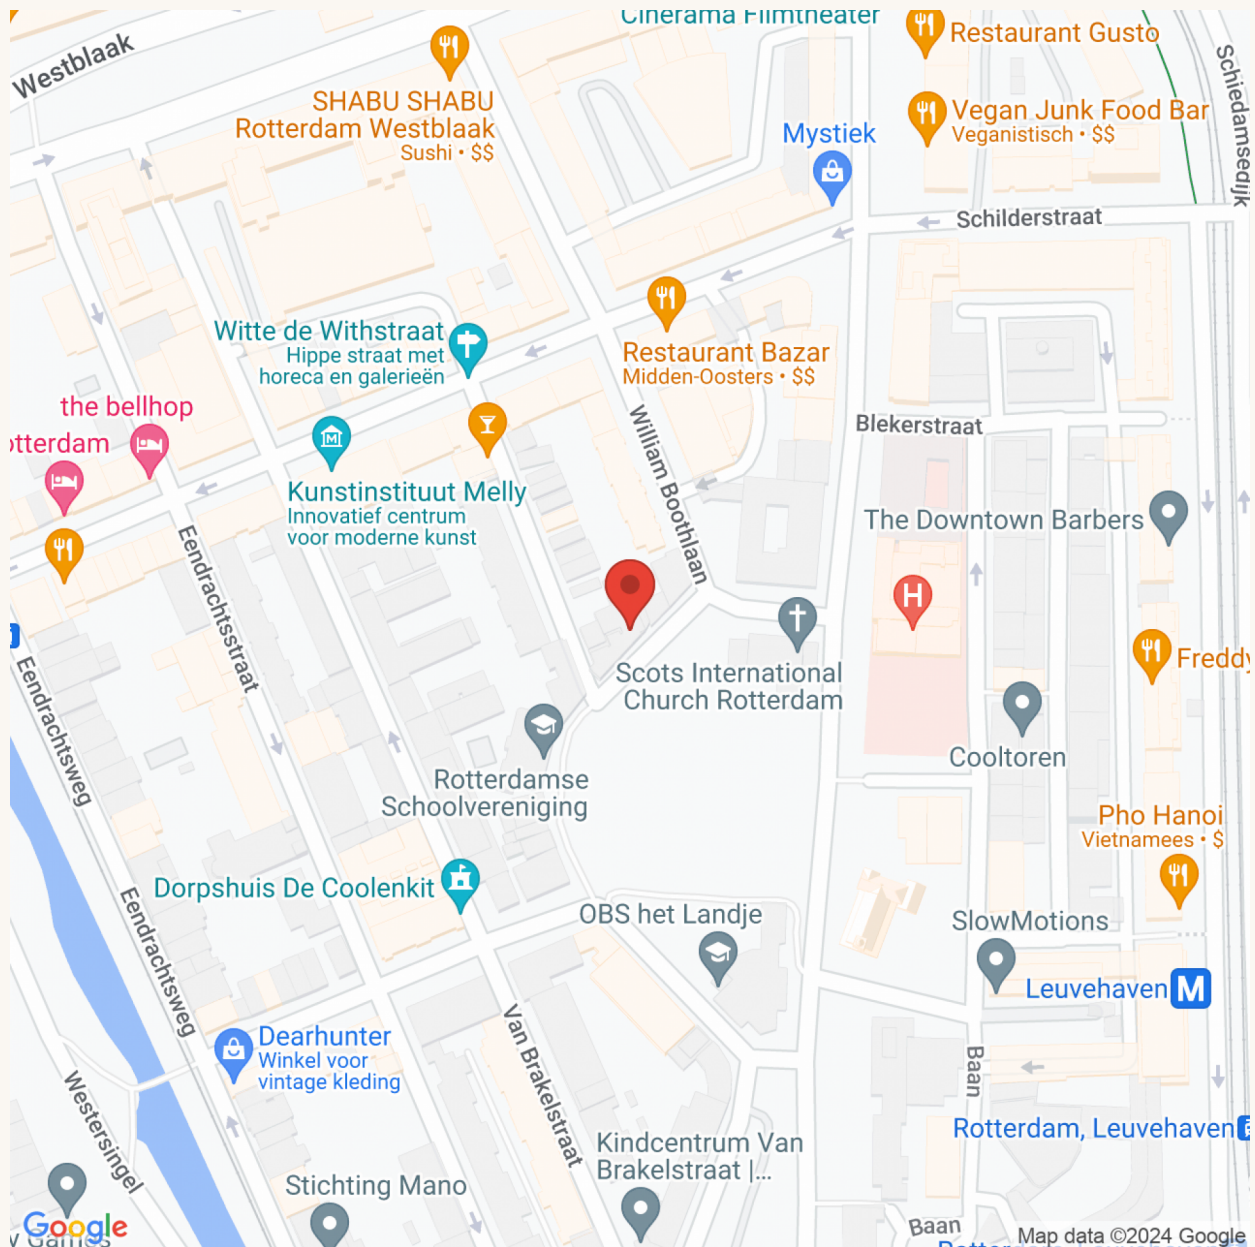 Cinerama Filmtheater
Restaurant Gusto
Westblaak
Schiedamsedijk
SHABU SHABU
Rotterdam Westblaak
Sushi • $$
Vegan Junk Food Bar
Veganistisch • $$
Mystiek
Schilderstraat
Witte de Withstraat
Hippe straat met
horeca en galerieën
Restaurant Bazar
Midden-Oosters • $$
the bellhop
otterdam
William Boothlaan
Blekerstraat
Kunstinstituut Melly
Innovatief centrum
voor moderne kunst
The Downtown Barbers
Eendrachtsstraat
H
Eendrachtsweg
Freddy
Scots International
Church Rotterdam
Cooltoren
Rotterdamse
Schoolvereniging
Pho Hanoi
Vietnamees • $
Dorpshuis De Coolenkit
OBS het Landje
SlowMotions
Eendrachtsweg
Leuvehaven M
Dearhunter
Winkel voor
vintage kleding
Van Brakelstraat
Baan
Westersingel
Rotterdam, Leuvehaven
Kindcentrum Van
Brakelstraat |...
Stichting Mano
Google
Baan
Map data ©2024 Google